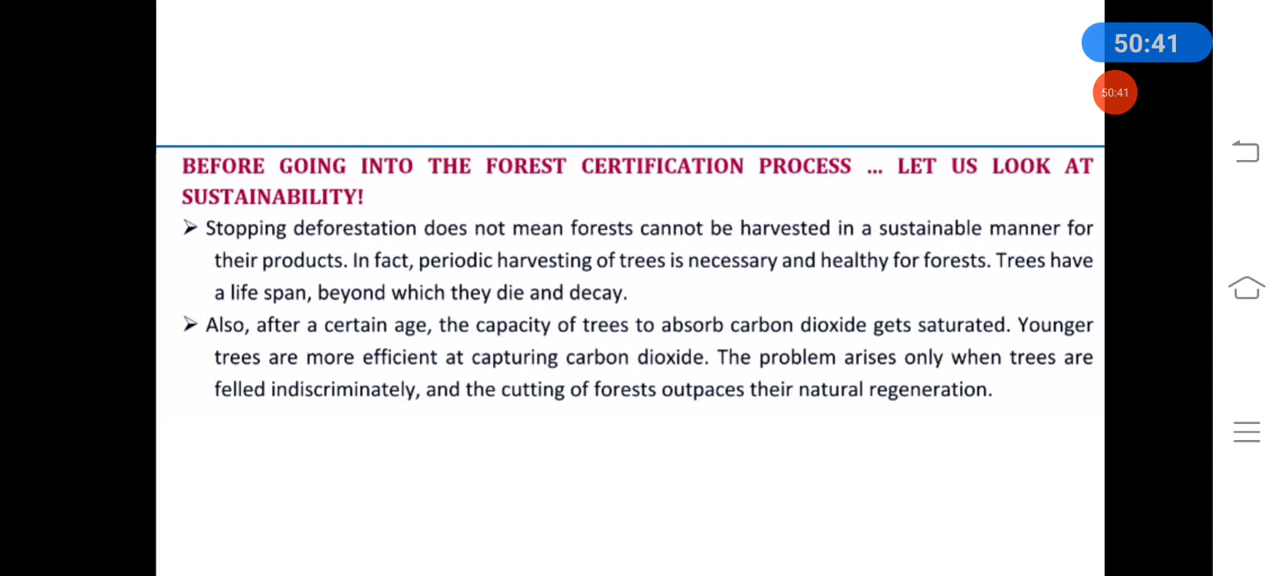 50:41
50:41
BEFORE GOING INTO THE FOREST CERTIFICATION PROCESS ... LET US LOOK AT
SUSTAINABILITY!
➢ Stopping deforestation does not mean forests cannot be harvested in a sustainable manner for
their products. In fact, periodic harvesting of trees is necessary and healthy for forests. Trees have
a life span, beyond which they die and decay.
➢ Also, after a certain age, the capacity of trees to absorb carbon dioxide gets saturated. Younger
trees are more efficient at capturing carbon dioxide. The problem arises only when trees are
felled indiscriminately, and the cutting of forests outpaces their natural regeneration.